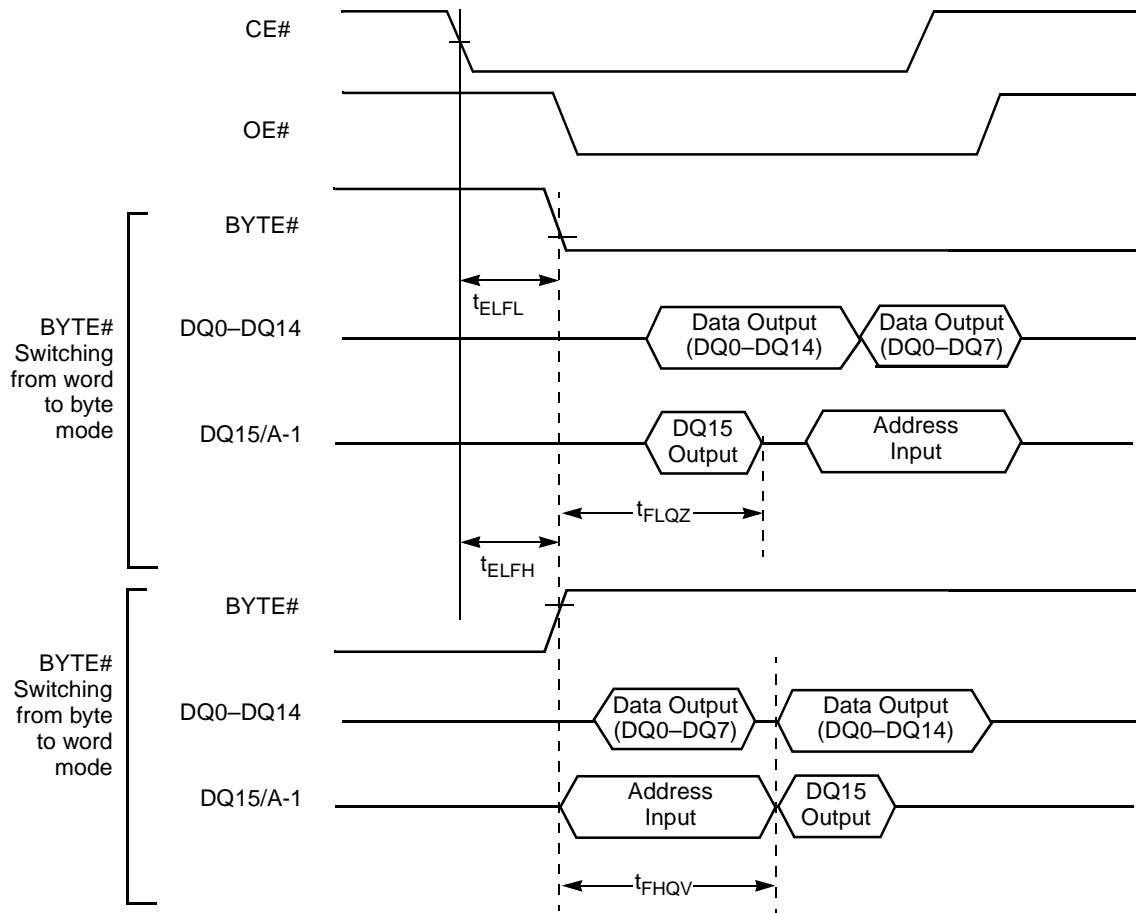 CE#
OE#
BYTE#
Switching
from word
to byte
mode
BYTE#
tELFL
DQ0–DQ14
Data Output
(DQ0–DQ14)
Data Output
(DQ0–DQ7)
DQ15/A-1
DQ15
Output
Address
Input
tFLQZ
tELFH
BYTE#
Switching
from byte
to word
mode
BYTE#
DQ0–DQ14
Data Output
(DQ0–DQ7)
Data Output
(DQ0–DQ14)
DQ15/A-1
Address
Input
DQ15
Output
tFHQV